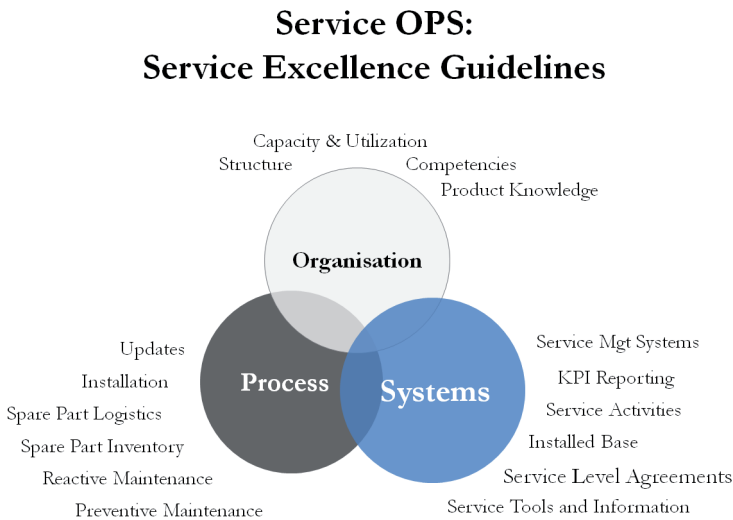 Service OPS:
Service Excellence Guidelines
Capacity & Utilization
Structure
Competencies
Product Knowledge
Organisation
Process
Systems
Updates
Installation
Spare Part Logistics
Spare Part Inventory
Reactive Maintenance
Preventive Maintenance
Service Mgt Systems
KPI Reporting
Service Activities
Installed Base
Service Level Agreements
Service Tools and Information